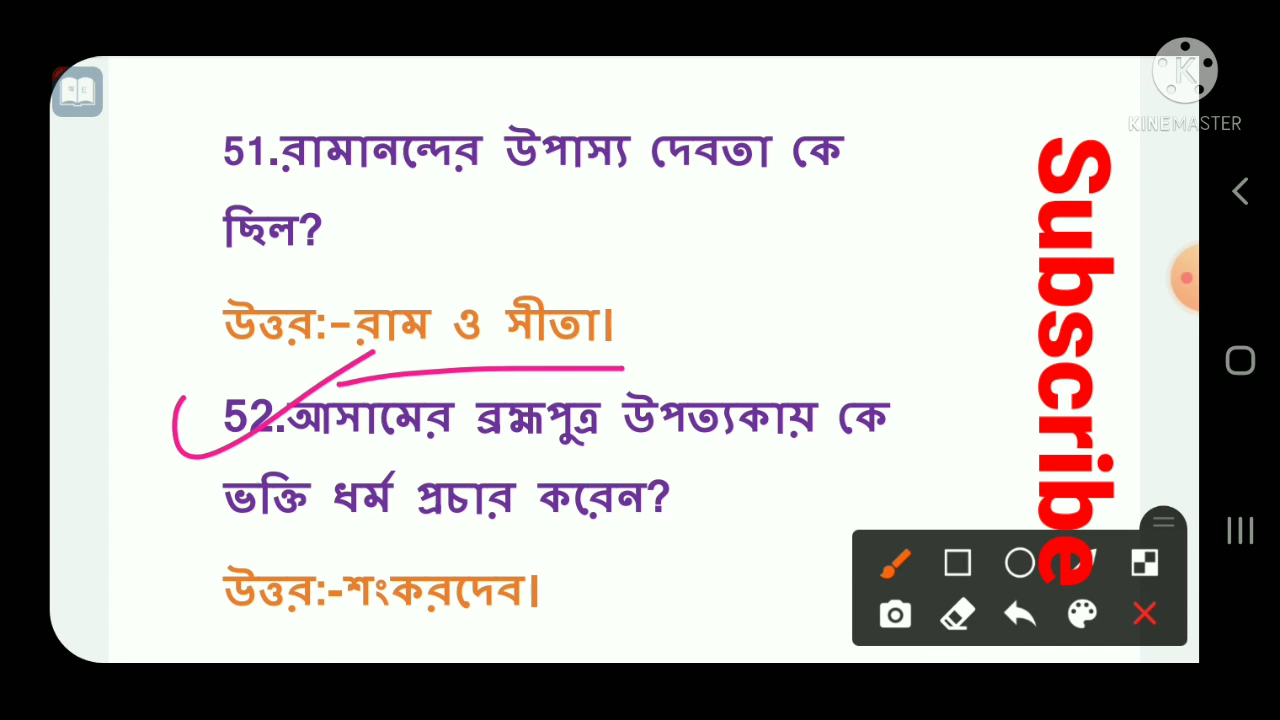 51.রামানন্দের উপাস্য দেবতা কে
ছিল?
উত্তর:-রাম ও সীতা।
52.আসামের ব্রহ্মপুত্র উপত্যকায় কে
ভক্তি ধর্ম প্রচার করেন?
উত্তর:-শংকরদেব।
Subscribe
K
KINEMASTER